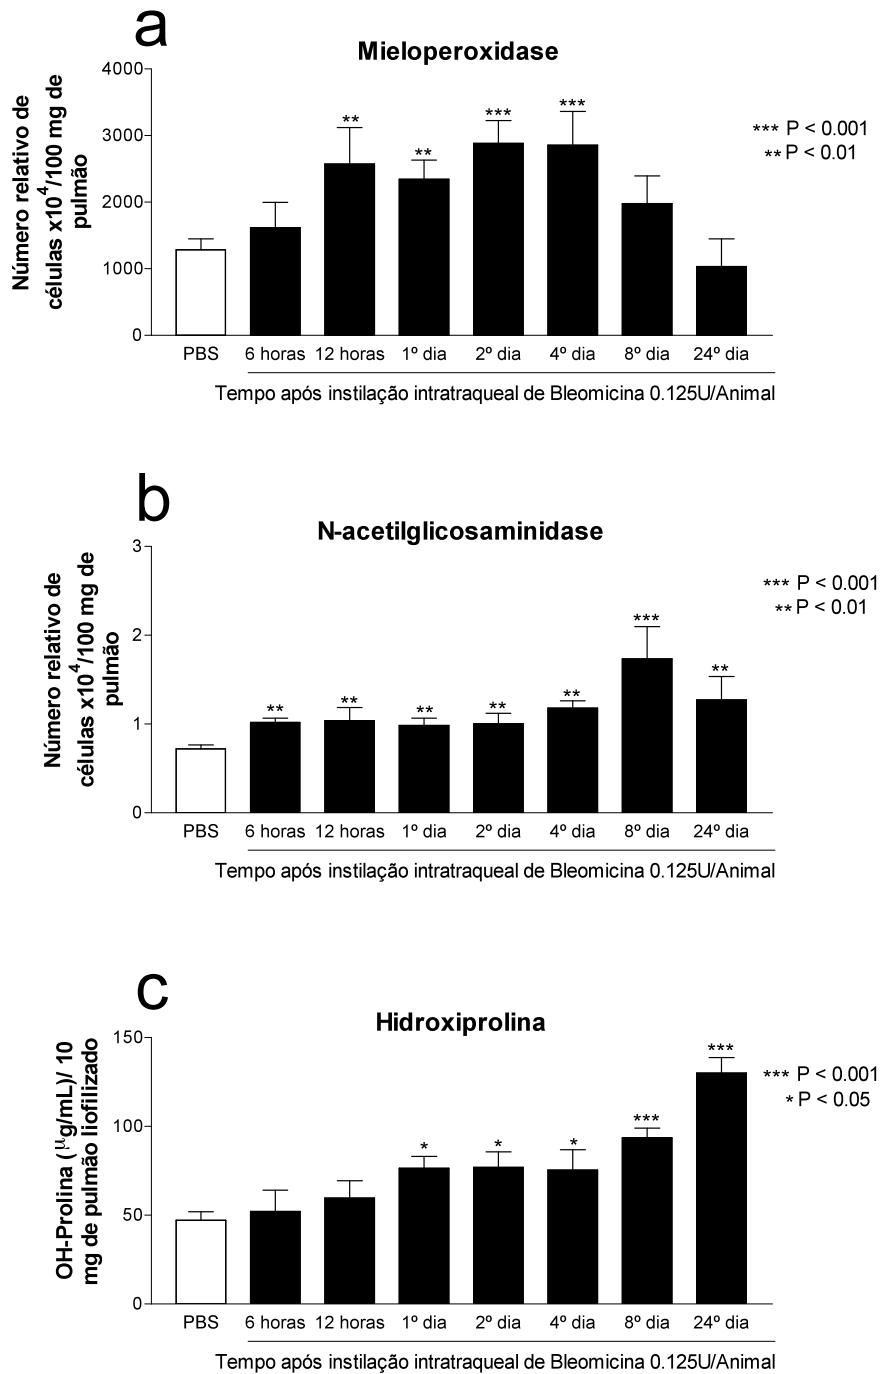 a
Mieloperoxidase
Número relativo de
células x10⁴/100 mg de
pulmão
4000
3000
2000
1000
0
** ** *** ***
*** P < 0.001
** P < 0.01
PBS 6 horas 12 horas 1º dia 2º dia 4º dia 8º dia 24º dia
Tempo após instilação intratraqueal de Bleomicina 0.125U/Animal
b
N-acetilglicosaminidase
Número relativo de
células x10⁴/100 mg de
pulmão
3
2
1
0
** ** ** ** ** *** **
*** P < 0.001
** P < 0.01
PBS 6 horas 12 horas 1º dia 2º dia 4º dia 8º dia 24º dia
Tempo após instilação intratraqueal de Bleomicina 0.125U/Animal
c
Hidroxiprolina
OH-Prolina (μg/mL)/ 10
mg de pulmão liofilizado
150
100
50
0
* * * *** ***
*** P < 0.001
* P < 0.05
PBS 6 horas 12 horas 1º dia 2º dia 4º dia 8º dia 24º dia
Tempo após instilação intratraqueal de Bleomicina 0.125U/Animal